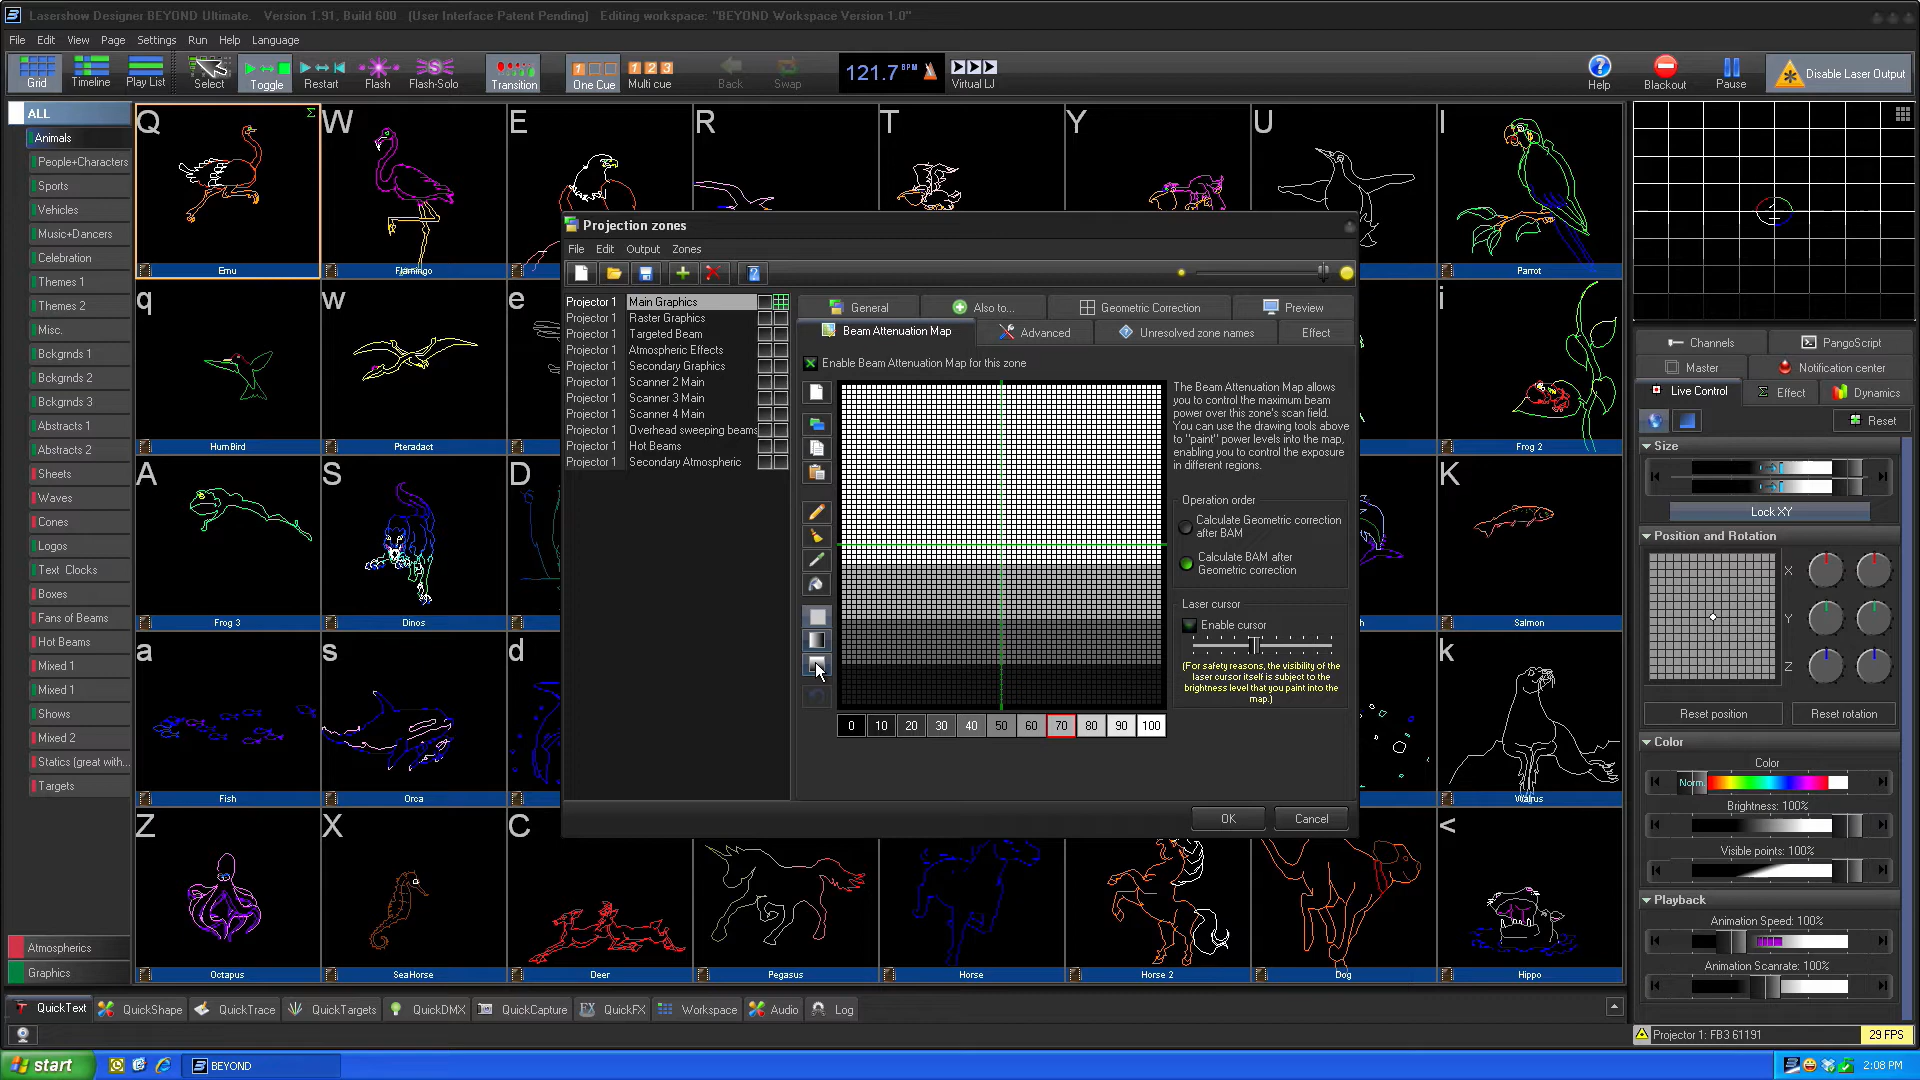 Lasershow Designer BEYOND Ultimate. Version 1.91, Build 600 (User Interface Patent Pending) Editing workspace: "BEYOND Workspace Version 1.0"
File Edit View Page Settings Run Help Language
Grid Timeline Play List Select Toggle Restart Flash Flash-Solo Transition One Cue Multi cue Back Swap 121.7 BPM Virtual LJ Help Blackout Pause Disable Laser Output
ALL
Animals
People+Characters
Sports
Vehicles
Music+Dancers
Celebration
Themes 1
Themes 2
Misc.
Bckgrnds 1
Bckgrnds 2
Bckgrnds 3
Abstracts 1
Abstracts 2
Sheets
Waves
Cones
Logos
Text Clocks
Boxes
Fans of Beams
Hot Beams
Mixed 1
Mixed 1
Shows
Mixed 2
Statics (great with...
Targets
Atmospherics
Graphics
Q W E R T Y U I
Emu Flamingo Parrot
q w e i
HumBird Pteradact Frog 2
A S D K
Frog 3 Dinos Salmon
a s d k
Fish Orca Walrus
Z X C <
Octapus SeaHorse Deer Pegasus Horse Horse 2 Dog Hippo
Projection zones
File Edit Output Zones
Projector 1 Main Graphics
Projector 1 Raster Graphics
Projector 1 Targeted Beam
Projector 1 Atmospheric Effects
Projector 1 Secondary Graphics
Projector 1 Scanner 2 Main
Projector 1 Scanner 3 Main
Projector 1 Scanner 4 Main
Projector 1 Overhead sweeping beams
Projector 1 Hot Beams
Projector 1 Secondary Atmospheric
General Also to... Geometric Correction Preview
Beam Attenuation Map Advanced Unresolved zone names Effect
Enable Beam Attenuation Map for this zone
The Beam Attenuation Map allows
you to control the maximum beam
power over this zone's scan field.
You can use the drawing tools above
to "paint" power levels into the map,
enabling you to control the exposure
in different regions.
Operation order
Calculate Geometric correction
after BAM
Calculate BAM after
Geometric correction
Laser cursor
Enable cursor
(For safety reasons, the visibility of the
laser cursor itself is subject to the
brightness level that you paint into the
map.)
0 10 20 30 40 50 60 70 80 90 100
OK Cancel
Channels PangoScript
Master Notification center
Live Control Effect Dynamics
Reset
Size
Lock XY
Position and Rotation
X
Y
Z
Reset position Reset rotation
Color
Color
Norm.
Brightness: 100%
Visible points: 100%
Playback
Animation Speed: 100%
Animation Scanrate: 100%
QuickText QuickShape QuickTrace QuickTargets QuickDMX QuickCapture FX QuickFX Workspace Audio Log
Projector 1: FB3 61191 29 FPS
start BEYOND 2:08 PM